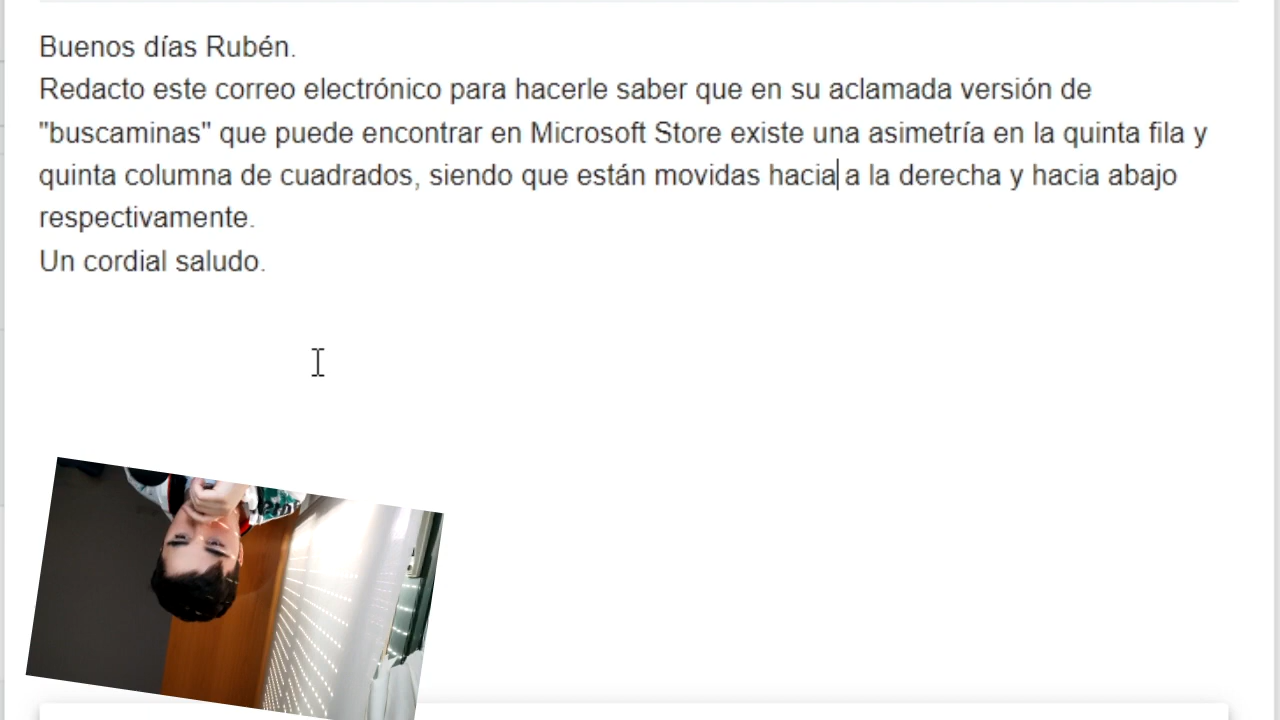 Buenos días Rubén.
Redacto este correo electrónico para hacerle saber que en su aclamada versión de
"buscaminas" que puede encontrar en Microsoft Store existe una asimetría en la quinta fila y
quinta columna de cuadrados, siendo que están movidas hacia a la derecha y hacia abajo
respectivamente.
Un cordial saludo.